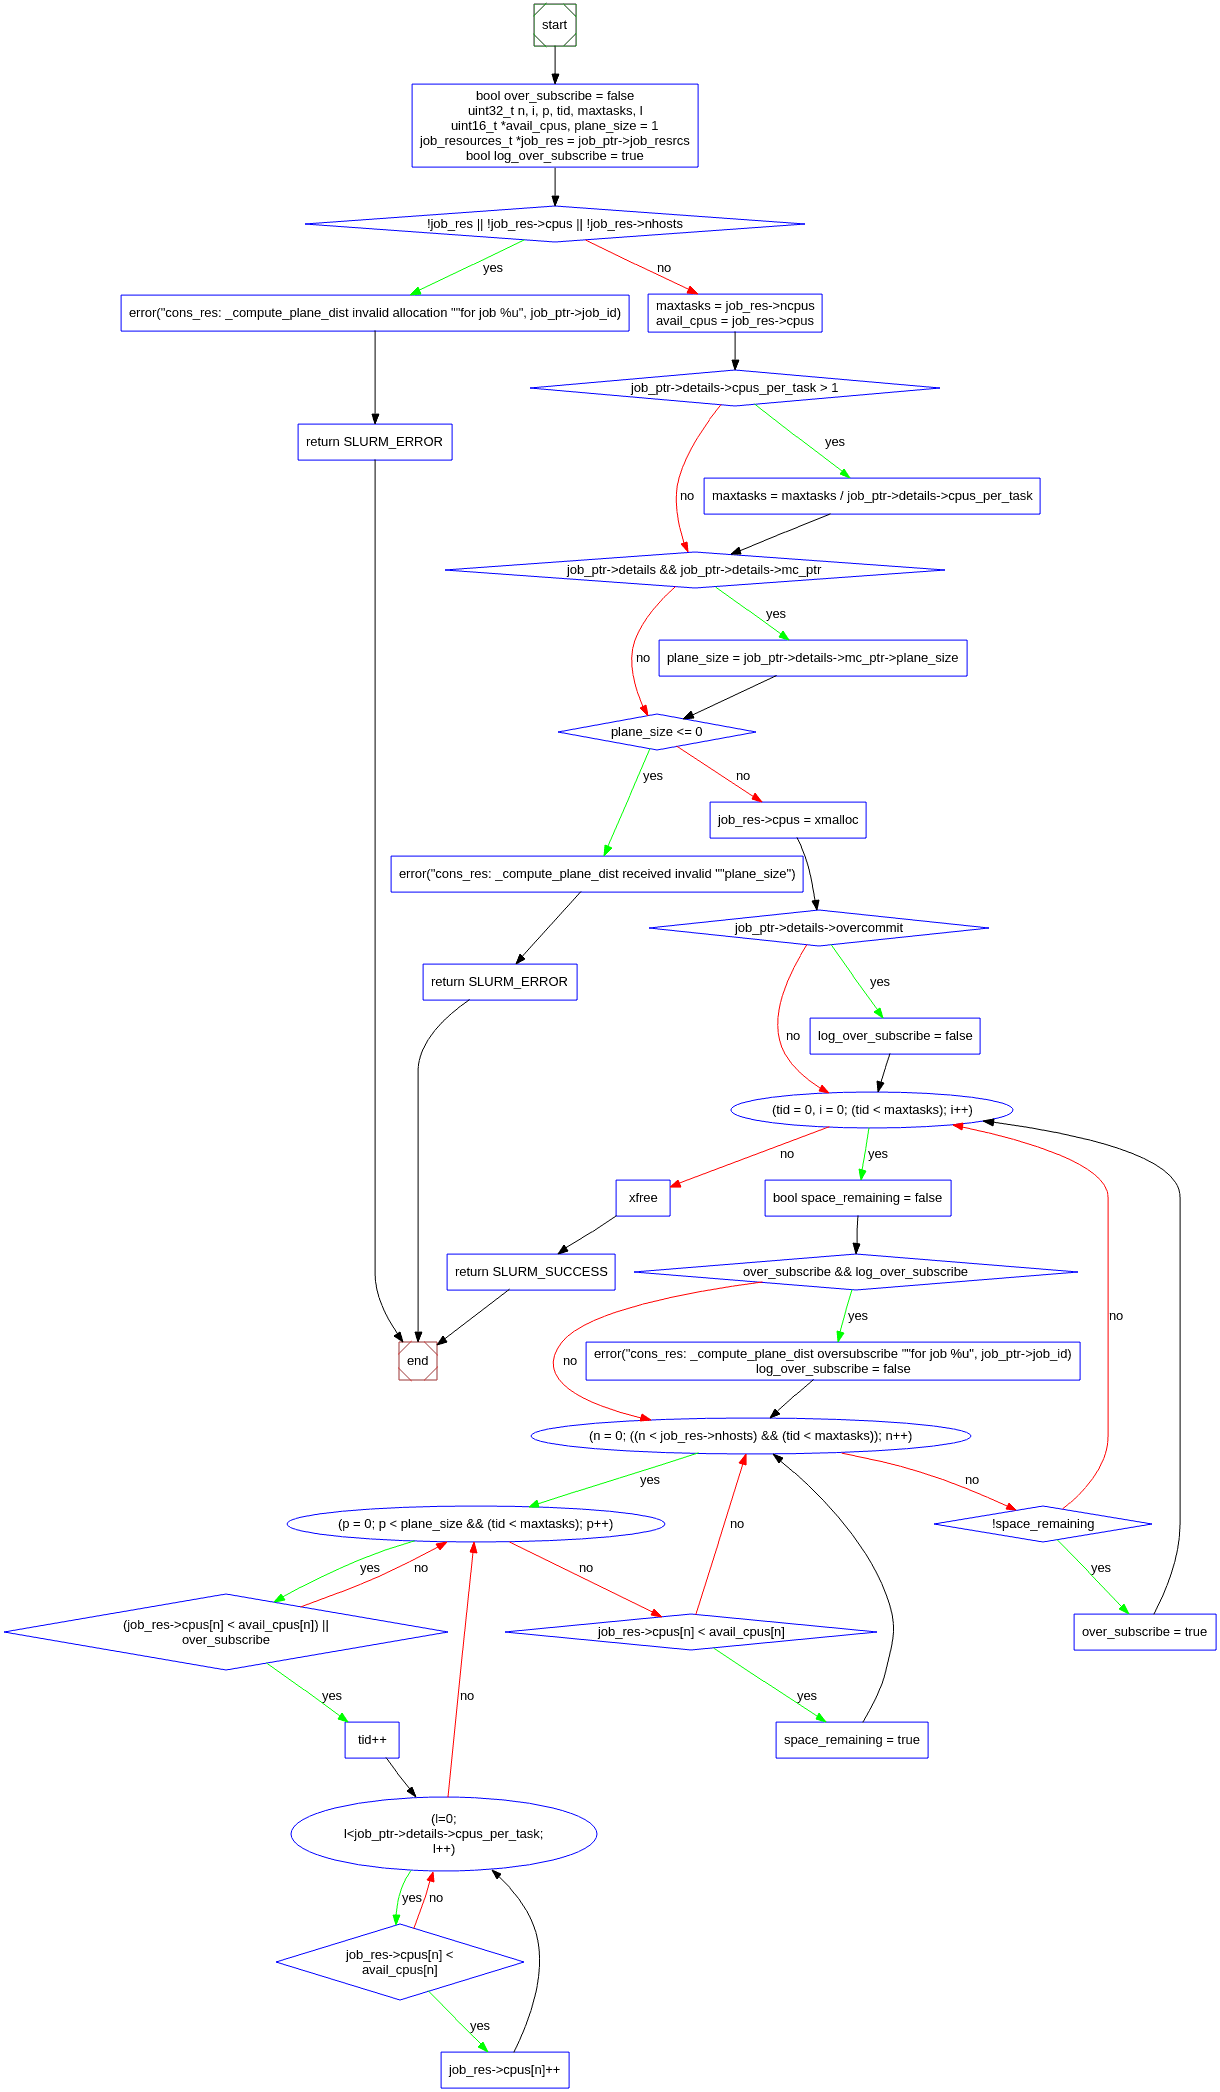 start
bool over_subscribe = false
uint32_t n, i, p, tid, maxtasks, l
uint16_t *avail_cpus, plane_size = 1
job_resources_t *job_res = job_ptr->job_resrcs
bool log_over_subscribe = true
!job_res || !job_res->cpus || !job_res->nhosts
yes
no
error("cons_res: _compute_plane_dist invalid allocation ""for job %u", job_ptr->job_id)
maxtasks = job_res->ncpus
avail_cpus = job_res->cpus
job_ptr->details->cpus_per_task > 1
return SLURM_ERROR
yes
no
maxtasks = maxtasks / job_ptr->details->cpus_per_task
job_ptr->details && job_ptr->details->mc_ptr
yes
no
plane_size = job_ptr->details->mc_ptr->plane_size
plane_size <= 0
yes
no
job_res->cpus = xmalloc
error("cons_res: _compute_plane_dist received invalid ""plane_size")
job_ptr->details->overcommit
return SLURM_ERROR
yes
no
log_over_subscribe = false
(tid = 0, i = 0; (tid < maxtasks); i++)
no
yes
xfree
bool space_remaining = false
return SLURM_SUCCESS
over_subscribe && log_over_subscribe
yes
no
no
end
error("cons_res: _compute_plane_dist oversubscribe ""for job %u", job_ptr->job_id)
log_over_subscribe = false
(n = 0; ((n < job_res->nhosts) && (tid < maxtasks)); n++)
yes
no
(p = 0; p < plane_size && (tid < maxtasks); p++)
no
!space_remaining
yes
no
no
yes
(job_res->cpus[n] < avail_cpus[n]) ||
over_subscribe
job_res->cpus[n] < avail_cpus[n]
over_subscribe = true
yes
no
yes
tid++
space_remaining = true
(l=0;
l<job_ptr->details->cpus_per_task;
l++)
yes
no
job_res->cpus[n] <
avail_cpus[n]
yes
job_res->cpus[n]++